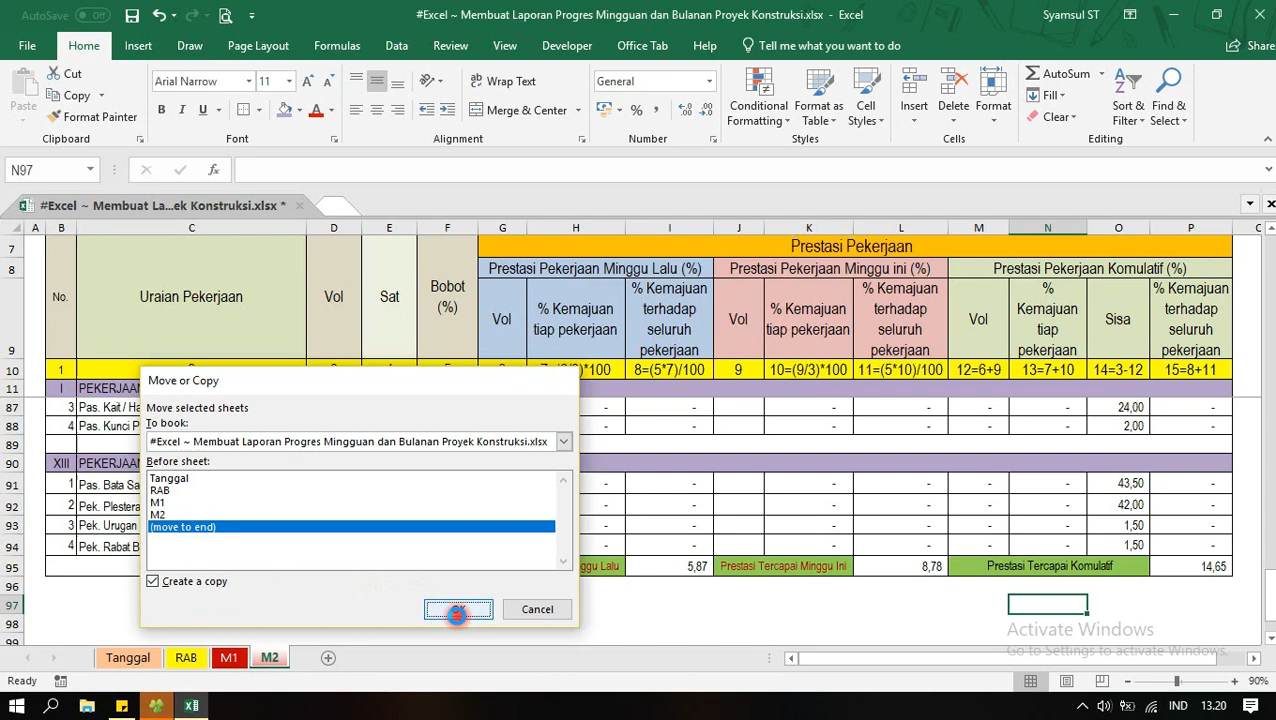 AutoSave Off
#Excel ~ Membuat Laporan Progres Mingguan dan Bulanan Proyek Konstruksi.xlsx - Excel
Syamsul ST
File Home Insert Draw Page Layout Formulas Data Review View Developer Office Tab Help Tell me what you want to do Share
Paste
Cut
Copy
Format Painter
Clipboard
Arial Narrow 11
B I U
Font
Wrap Text
Merge & Center
Alignment
General
Number
Conditional Formatting
Format as Table
Cell Styles
Styles
Insert Delete Format
Cells
AutoSum
Fill
Clear
Sort & Filter
Find & Select
Editing
N97
fx
#Excel ~ Membuat La...ek Konstruksi.xlsx *
A B C D E F G H I J K L M N O P
7 Prestasi Pekerjaan
8 Prestasi Pekerjaan Minggu Lalu (%) Prestasi Pekerjaan Minggu ini (%) Prestasi Pekerjaan Komulatif (%)
9 No. Uraian Pekerjaan Vol Sat Bobot (%) Vol % Kemajuan tiap pekerjaan % Kemajuan terhadap seluruh pekerjaan Vol % Kemajuan tiap pekerjaan % Kemajuan terhadap seluruh pekerjaan Vol % Kemajuan tiap pekerjaan Sisa % Kemajuan terhadap seluruh pekerjaan
10 1 8=(5*7)/100 9 10=(9/3)*100 11=(5*10)/100 12=6+9 13=7+10 14=3-12 15=8+11
11 I PEKERJAAN
87 3 Pas. Kait / Ha - - - - - - - 24,00 -
88 4 Pas. Kunci P - - - - - - - 2,00 -
89
90 XIII PEKERJAAN
91 1 Pas. Bata Sa - - - - - - - 43,50 -
92 2 Pek. Plestera - - - - - - - 42,00 -
93 3 Pek. Urugan - - - - - - - 1,50 -
94 4 Pek. Rabat B - - - - - - - 1,50 -
95 nggu Lalu 5,87 Prestasi Tercapai Minggu Ini 8,78 Prestasi Tercapai Komulatif 14,65
96
97
98
99
Move or Copy
Move selected sheets
To book:
#Excel ~ Membuat Laporan Progres Mingguan dan Bulanan Proyek Konstruksi.xlsx
Before sheet:
Tanggal
RAB
M1
M2
(move to end)
Create a copy
Cancel
Activate Windows
Go to Settings to activate Windows.
Tanggal RAB M1 M2
Ready
90%
IND 13.20